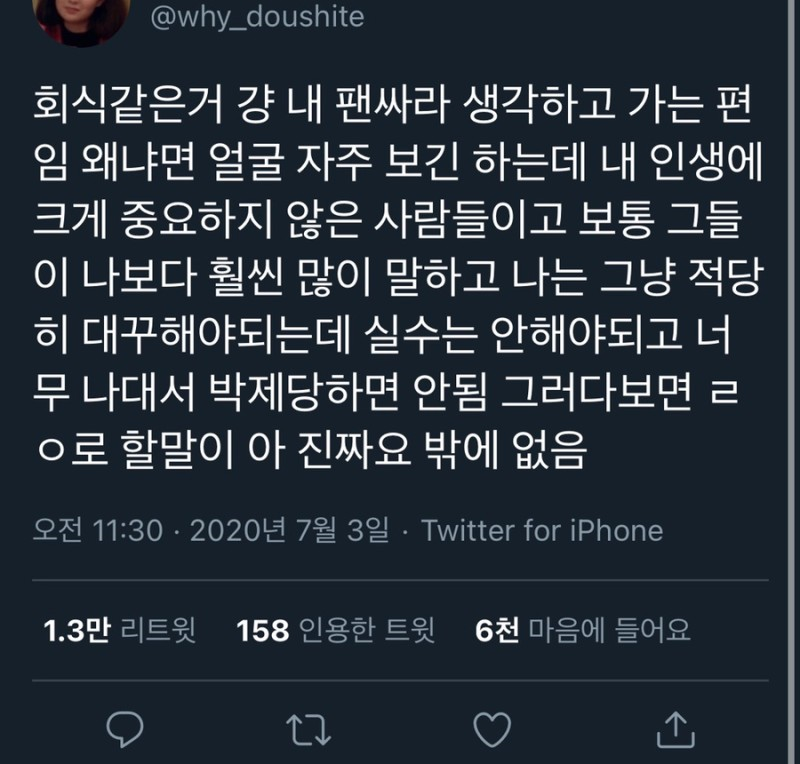 @why_doushite
회식같은거 걍 내 팬싸라 생각하고 가는 편
임 왜냐면 얼굴 자주 보긴 하는데 내 인생에
크게 중요하지 않은 사람들이고 보통 그들
이 나보다 훨씬 많이 말하고 나는 그냥 적당
히 대꾸해야되는데 실수는 안해야되고 너
무 나대서 박제당하면 안됨 그러다보면 ㄹ
ㅇ로 할말이 아 진짜요 밖에 없음
오전 11:30 · 2020년 7월 3일 · Twitter for iPhone
1.3만 리트윗 158 인용한 트윗 6천 마음에 들어요